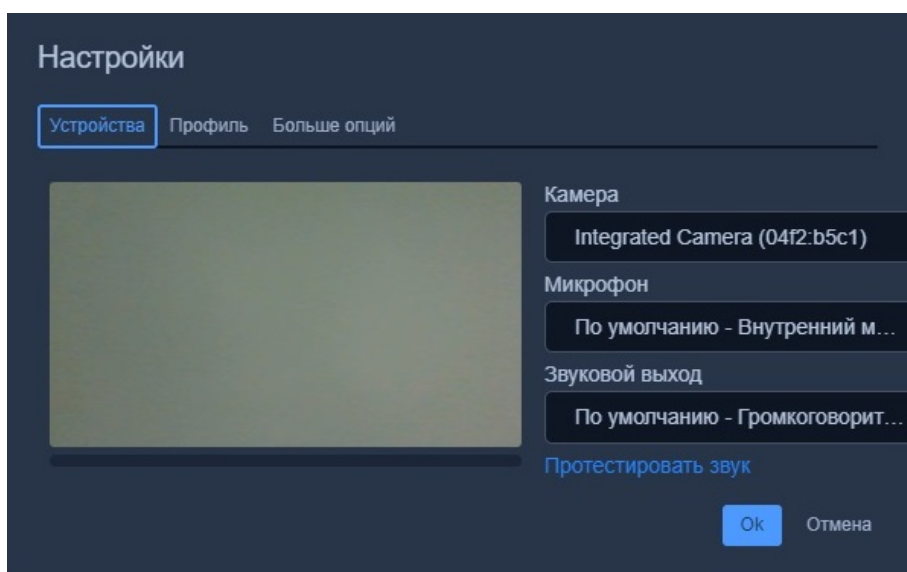 Настройки
Устройства Профиль Больше опций
Камера
Integrated Camera (04f2:b5c1)
Микрофон
По умолчанию - Внутренний м...
Звуковой выход
По умолчанию - Громкоговорит...
Протестировать звук
Ok Отмена